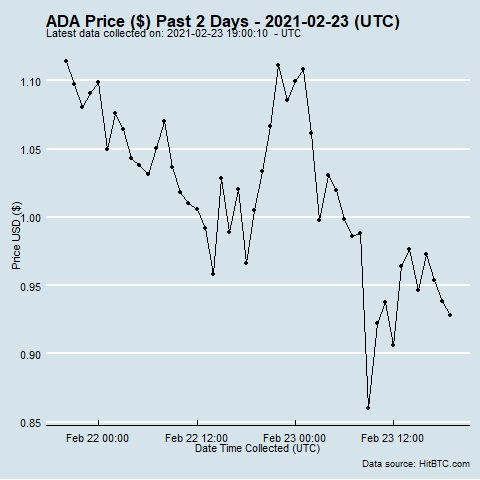 ADA Price ($) Past 2 Days - 2021-02-23 (UTC)
Latest data collected on: 2021-02-23 19:00:10 - UTC
1.10
1.05
1.00
0.95
0.90
0.85
Price USD ($)
Feb 22 00:00
Feb 22 12:00
Feb 23 00:00
Feb 23 12:00
Date Time Collected (UTC)
Data source: HitBTC.com